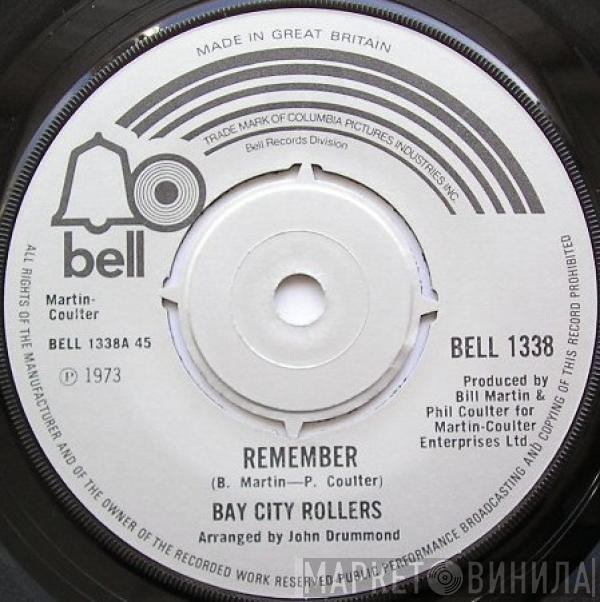 MADE IN GREAT BRITAIN
TRADE MARK OF COLUMBIA PICTURES INDUSTRIES INC.
Bell Records Division
bell
Martin-
Coulter
BELL 1338A 45
Ⓟ 1973
BELL 1338
Produced by
Bill Martin &
Phil Coulter for
Martin-Coulter
Enterprises Ltd.
REMEMBER
(B. Martin—P. Coulter)
BAY CITY ROLLERS
Arranged by John Drummond
ALL RIGHTS OF THE MANUFACTURER AND OF THE OWNER OF THE RECORDED WORK RESERVED-PUBLIC PERFORMANCE BROADCASTING AND COPYING OF THIS RECORD PROHIBITED
МАРКЕТ ВИНИЛА